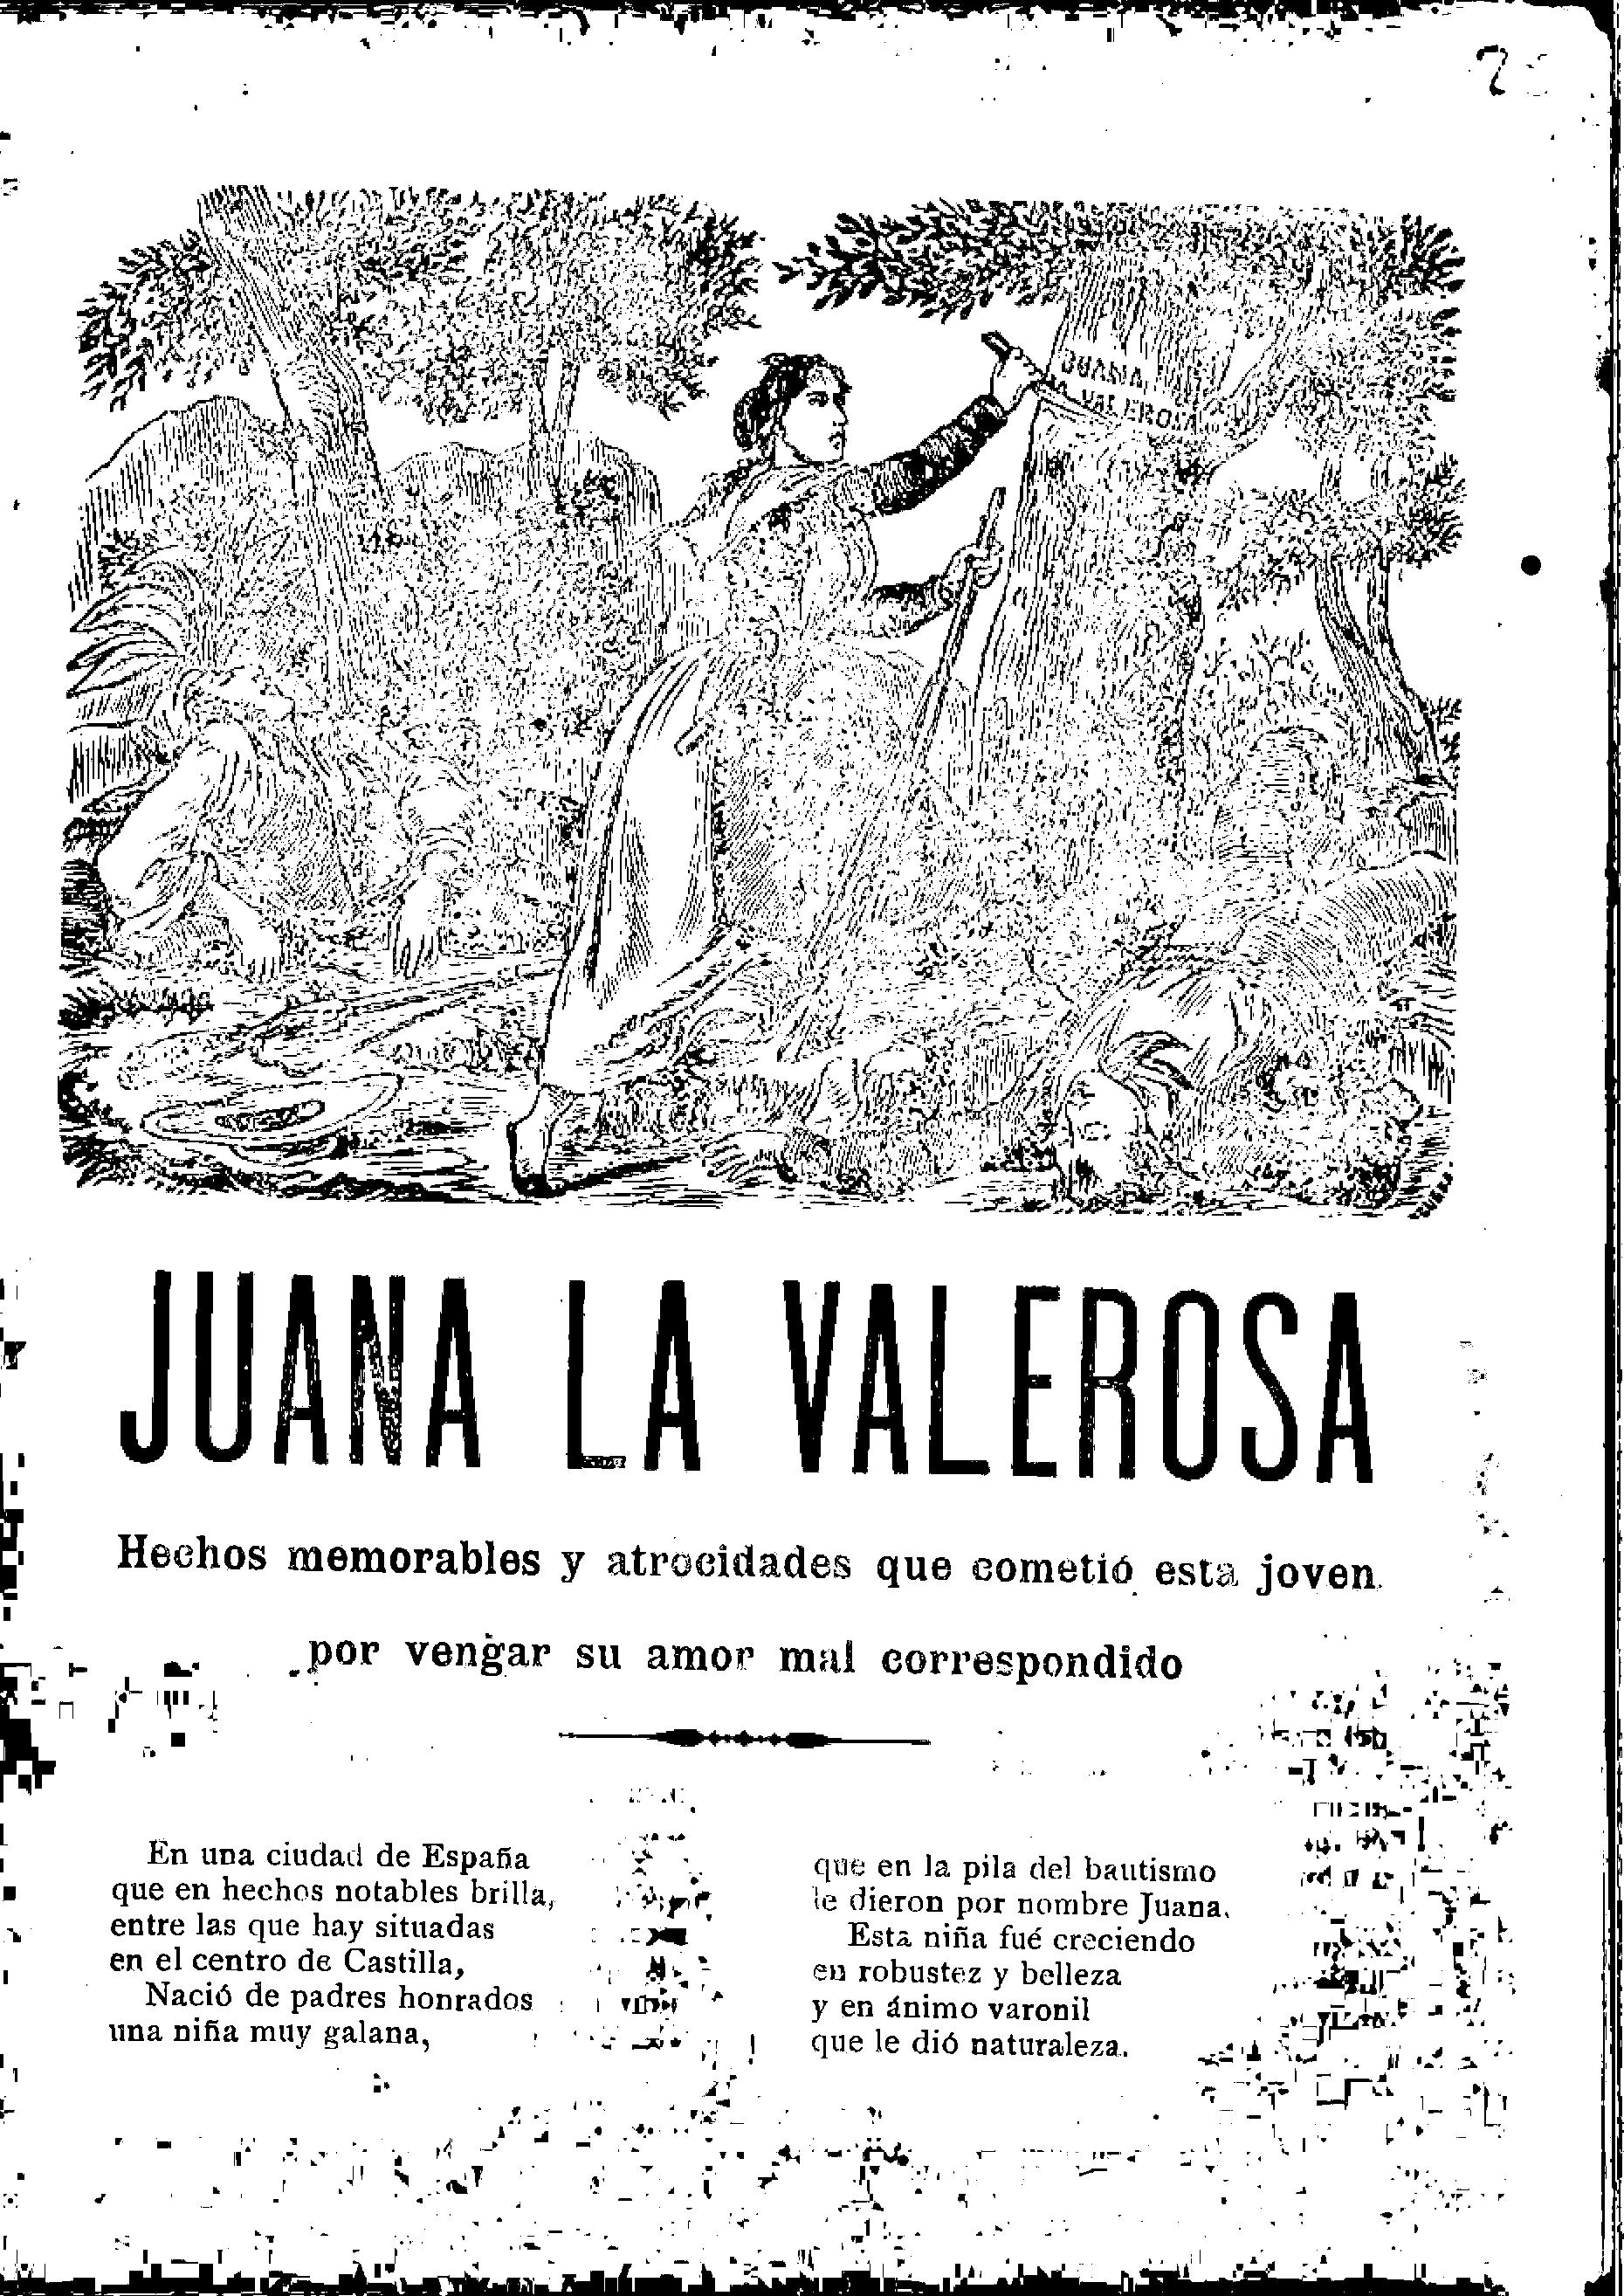 JUANA
LA VALEROSA
JUANA LA VALEROSA
Hechos memorables y atrocidades que cometió esta joven
por vengar su amor mal correspondido
En una ciudad de España
que en hechos notables brilla,
entre las que hay situadas
en el centro de Castilla,
Nació de padres honrados
una niña muy galana,
que en la pila del bautismo
le dieron por nombre Juana.
Esta niña fué creciendo
en robustez y belleza
y en ánimo varonil
que le dió naturaleza.